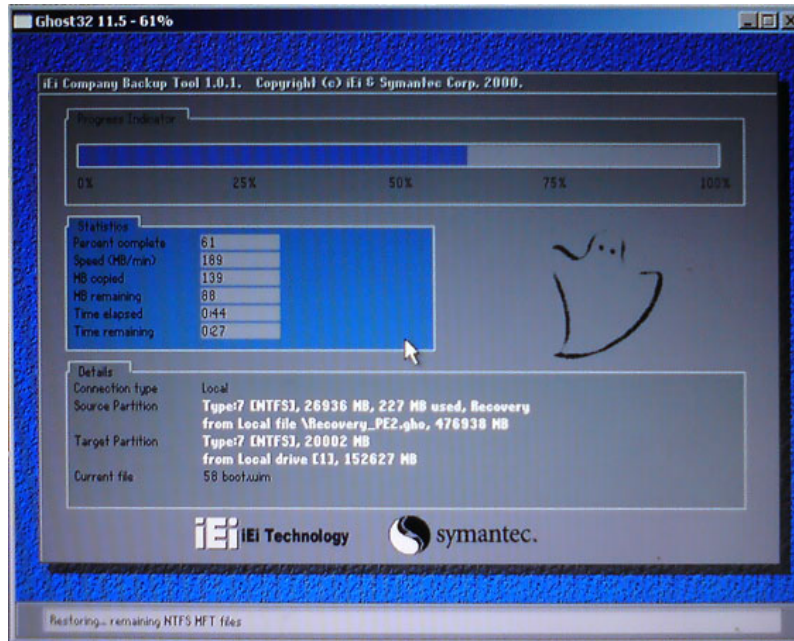 Ghost32 11.5 - 61%
iEi Company Backup Tool 1.0.1.   Copyright (c) iEi & Symantec Corp. 2000.
Progress Indicator
0%   25%   50%   75%   100%
Statistics
Percent complete   61
Speed (MB/min)   189
MB copied   139
MB remaining   88
Time elapsed   0:44
Time remaining   0:27
Details
Connection type   Local
Source Partition   Type:7 [NTFS], 26936 MB, 227 MB used, Recovery
from Local file \Recovery_PE2.gho, 476938 MB
Target Partition   Type:7 [NTFS], 20002 MB
from Local drive [1], 152627 MB
Current file   58 boot.wim
iEi iEi Technology   symantec.
Restoring... remaining NTFS MFT files